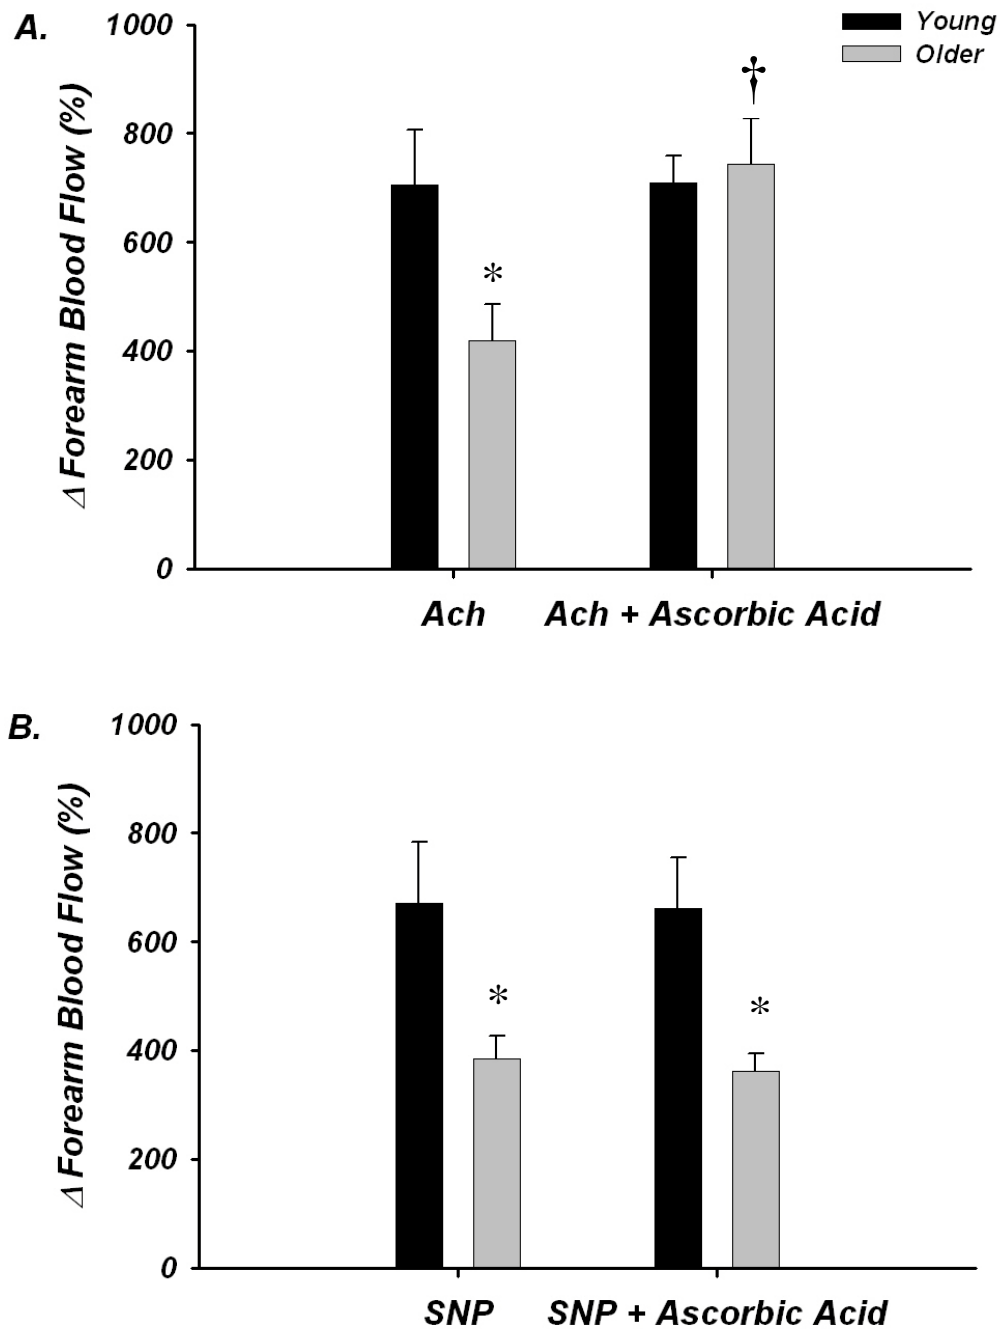 A.
Young
Older
Δ Forearm Blood Flow (%)
1000
800
600
400
200
0
†
*
Ach
Ach + Ascorbic Acid
B.
Δ Forearm Blood Flow (%)
1000
800
600
400
200
0
*
*
SNP
SNP + Ascorbic Acid